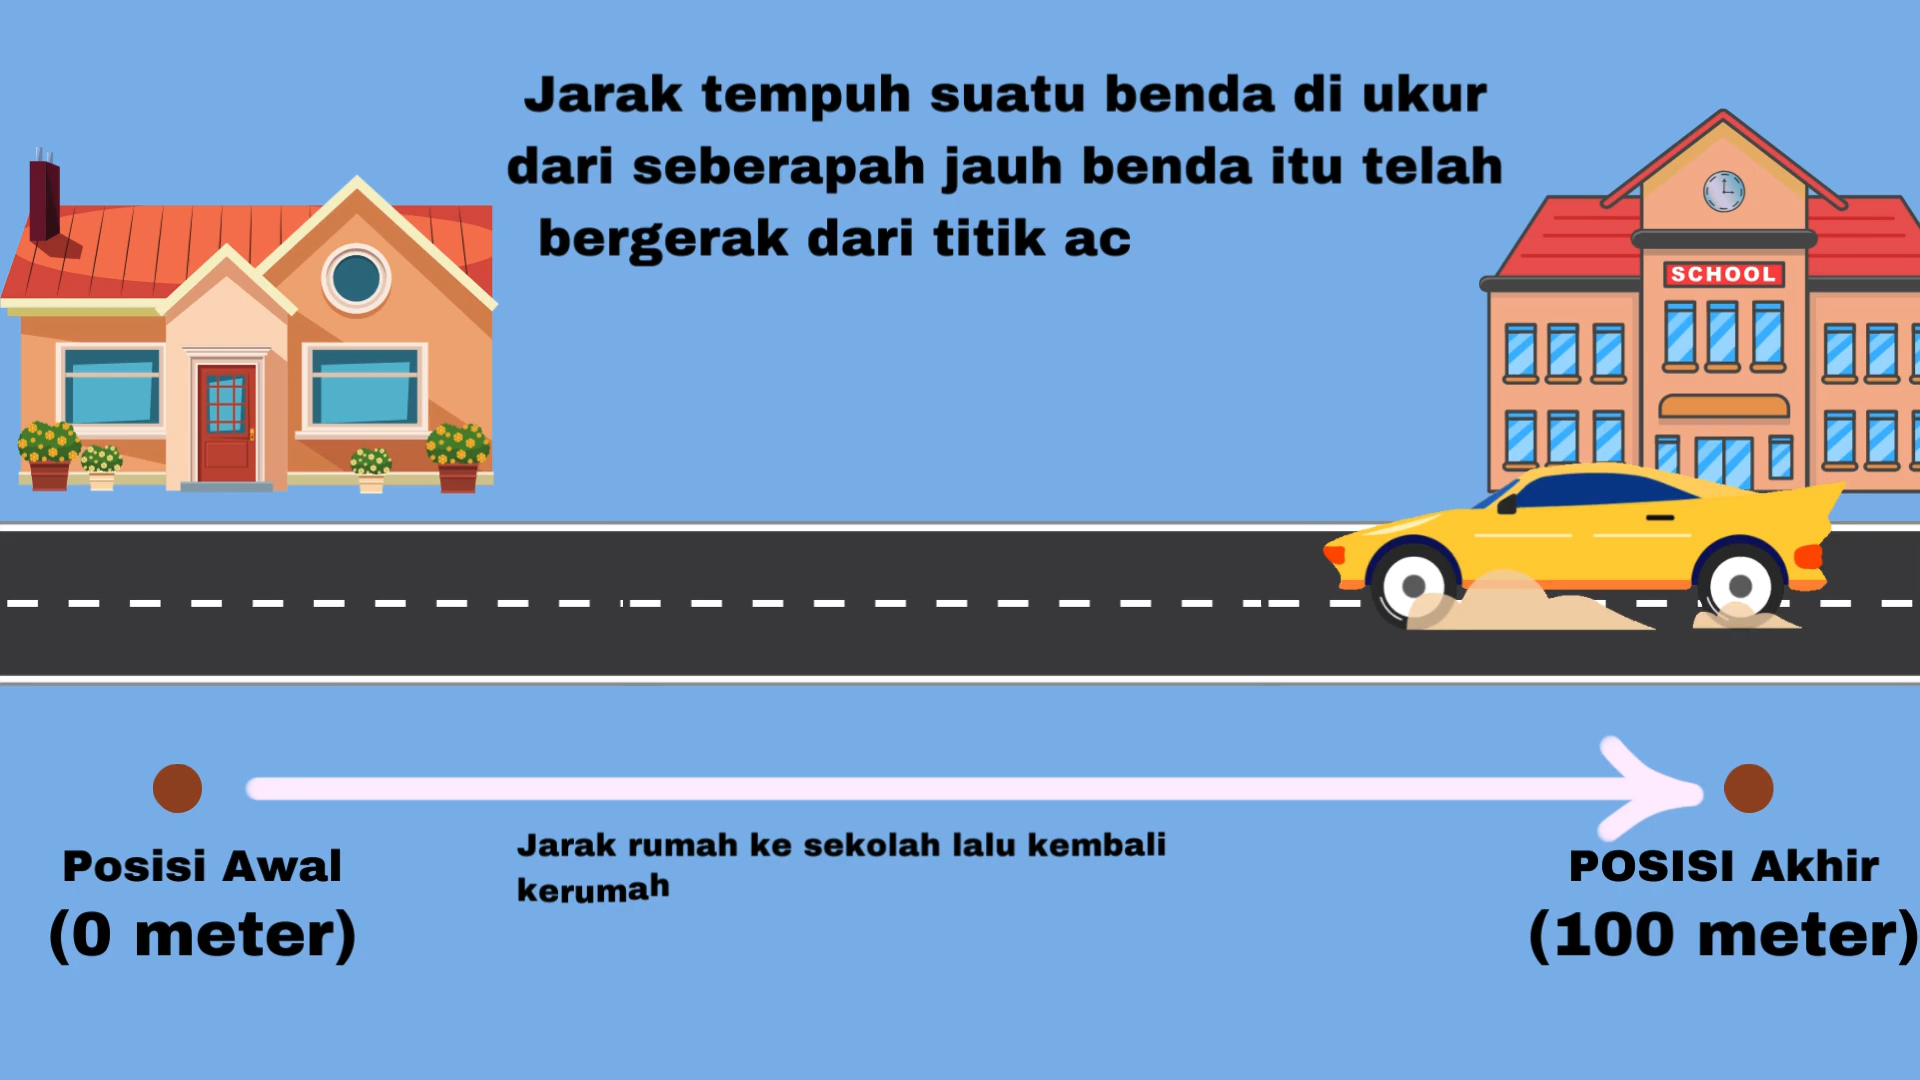 Jarak tempuh suatu benda di ukur
dari seberapah jauh benda itu telah
bergerak dari titik ac
SCHOOL
Jarak rumah ke sekolah lalu kembali
kerumah
Posisi Awal
(0 meter)
POSISI Akhir
(100 meter)